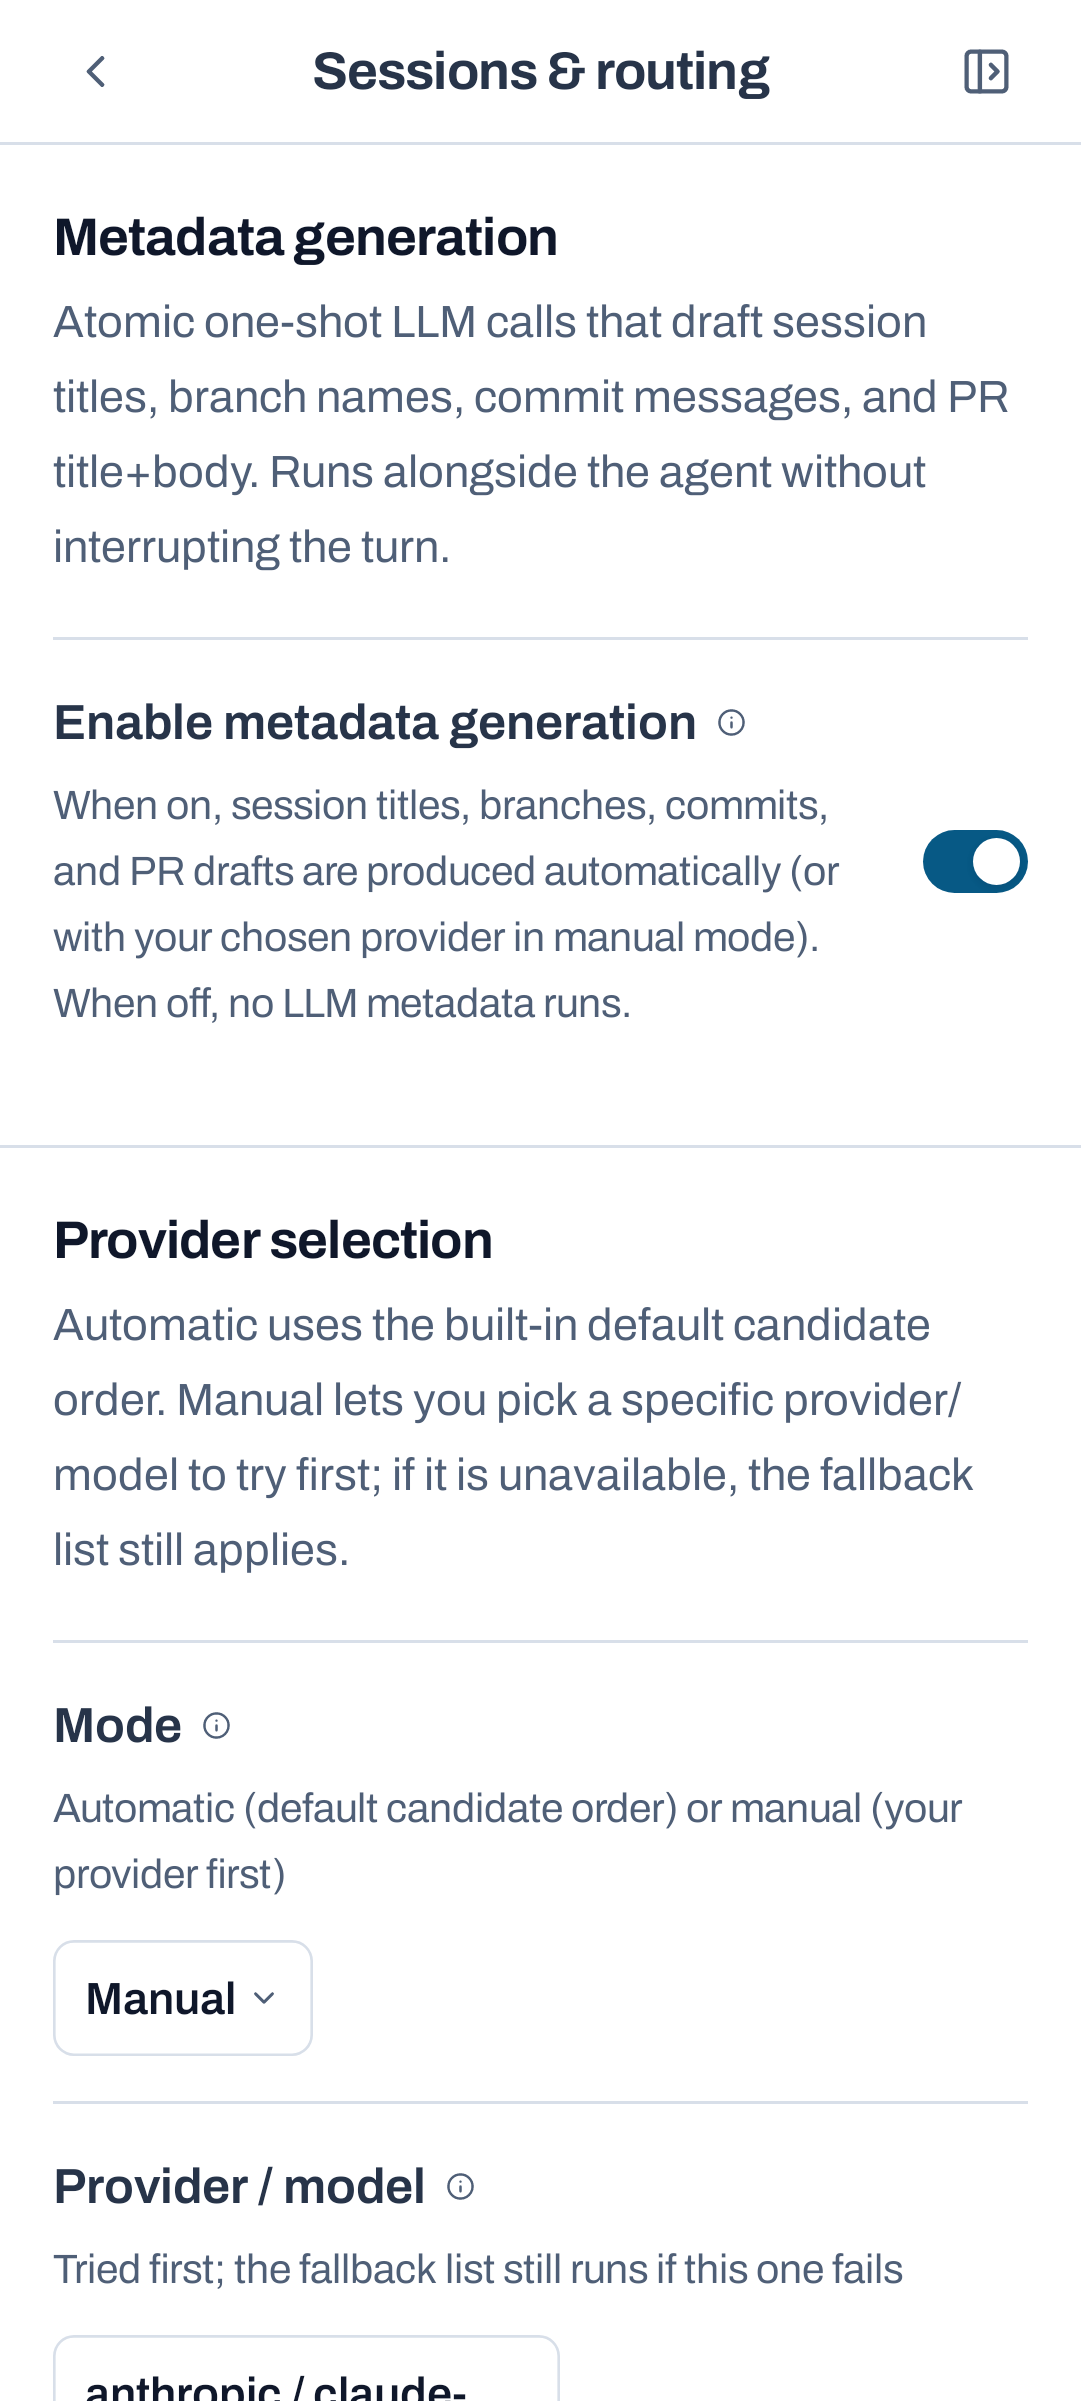 Sessions & routing
Metadata generation
Atomic one-shot LLM calls that draft session
titles, branch names, commit messages, and PR
title+body. Runs alongside the agent without
interrupting the turn.
Enable metadata generation
When on, session titles, branches, commits,
and PR drafts are produced automatically (or
with your chosen provider in manual mode).
When off, no LLM metadata runs.
Provider selection
Automatic uses the built-in default candidate
order. Manual lets you pick a specific provider/
model to try first; if it is unavailable, the fallback
list still applies.
Mode
Automatic (default candidate order) or manual (your
provider first)
Manual
Provider / model
Tried first; the fallback list still runs if this one fails
anthropic / claude-